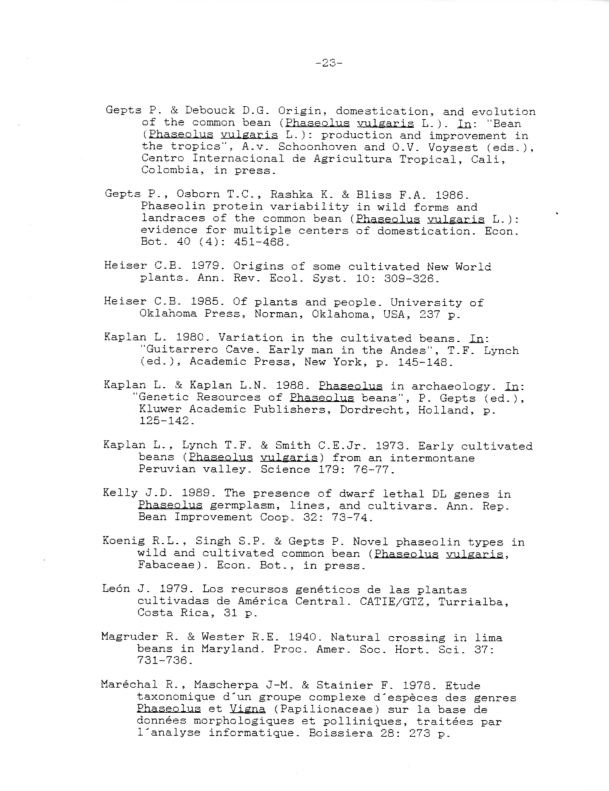 -23-
Gepts P. & Debouck D.G. Origin, domestication, and evolution
of the common bean (Phaseolus vulgaris L.). In: "Bean
(Phaseolus vulgaris L.): production and improvement in
the tropics", A.v. Schoonhoven and O.V. Voysest (eds.),
Centro Internacional de Agricultura Tropical, Cali,
Colombia, in press.
Gepts P., Osborn T.C., Rashka K. & Bliss F.A. 1986.
Phaseolin protein variability in wild forms and
landraces of the common bean (Phaseolus vulgaris L.):
evidence for multiple centers of domestication. Econ.
Bot. 40 (4): 451-468.
Heiser C.B. 1979. Origins of some cultivated New World
plants. Ann. Rev. Ecol. Syst. 10: 309-326.
Heiser C.B. 1985. Of plants and people. University of
Oklahoma Press, Norman, Oklahoma, USA, 237 p.
Kaplan L. 1980. Variation in the cultivated beans. In:
"Guitarrero Cave. Early man in the Andes", T.F. Lynch
(ed.), Academic Press, New York, p. 145-148.
Kaplan L. & Kaplan L.N. 1988. Phaseolus in archaeology. In:
"Genetic Resources of Phaseolus beans", P. Gepts (ed.),
Kluwer Academic Publishers, Dordrecht, Holland, p.
125-142.
Kaplan L., Lynch T.F. & Smith C.E.Jr. 1973. Early cultivated
beans (Phaseolus vulgaris) from an intermontane
Peruvian valley. Science 179: 76-77.
Kelly J.D. 1989. The presence of dwarf lethal DL genes in
Phaseolus germplasm, lines, and cultivars. Ann. Rep.
Bean Improvement Coop. 32: 73-74.
Koenig R.L., Singh S.P. & Gepts P. Novel phaseolin types in
wild and cultivated common bean (Phaseolus vulgaris,
Fabaceae). Econ. Bot., in press.
León J. 1979. Los recursos genéticos de las plantas
cultivadas de América Central. CATIE/GTZ, Turrialba,
Costa Rica, 31 p.
Magruder R. & Wester R.E. 1940. Natural crossing in lima
beans in Maryland. Proc. Amer. Soc. Hort. Sci. 37:
731-736.
Maréchal R., Mascherpa J-M. & Stainier F. 1978. Etude
taxonomique d´un groupe complexe d´espèces des genres
Phaseolus et Vigna (Papilionaceae) sur la base de
données morphologiques et polliniques, traitées par
l´analyse informatique. Boissiera 28: 273 p.